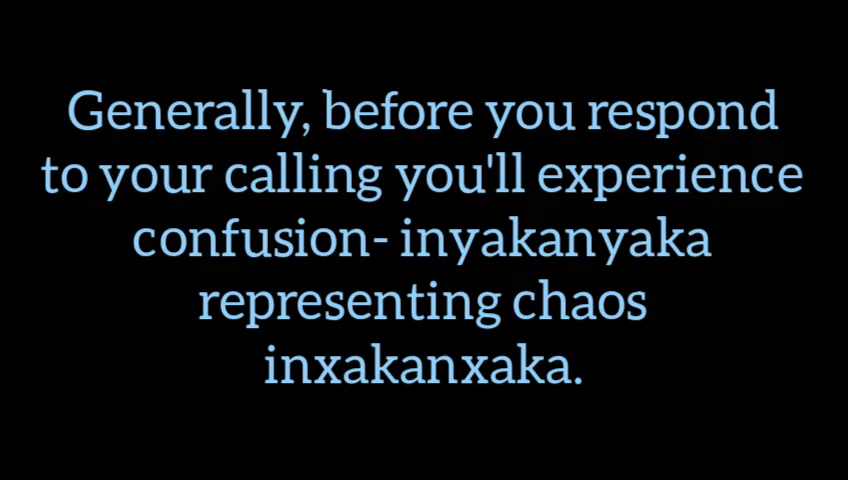 Generally, before you respond
to your calling you'll experience
confusion- inyakanyaka
representing chaos
inxakanxaka.